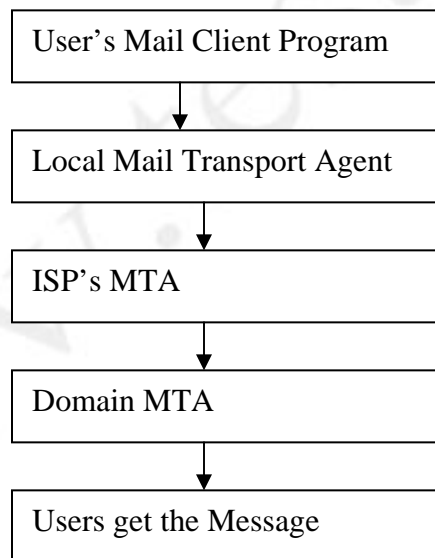 User’s Mail Client Program
Local Mail Transport Agent
ISP’s MTA
Domain MTA
Users get the Message